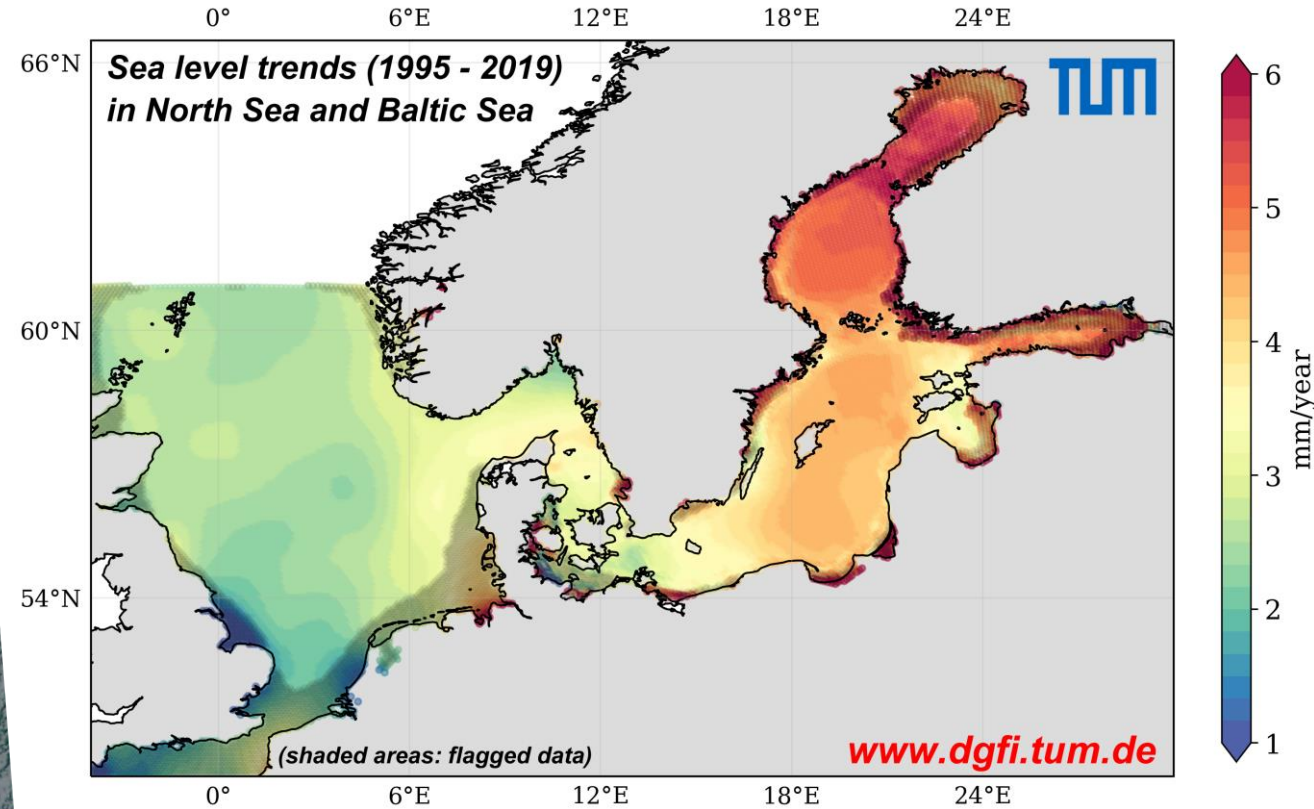 0° 6°E 12°E 18°E 24°E
66°N
Sea level trends (1995 - 2019)
in North Sea and Baltic Sea
TUM
60°N
54°N
(shaded areas: flagged data)
www.dgfi.tum.de
0° 6°E 12°E 18°E 24°E
6
5
4
3
2
1
mm/year